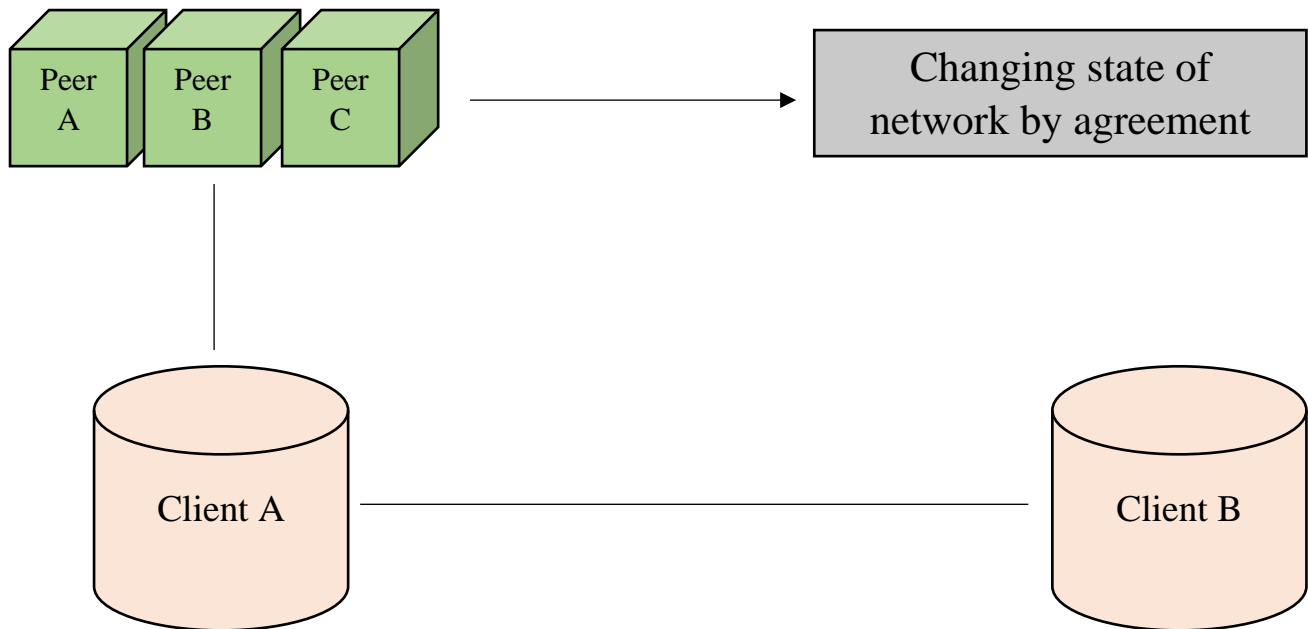 Peer
A
Peer
B
Peer
C
Changing state of
network by agreement
Client A
Client B